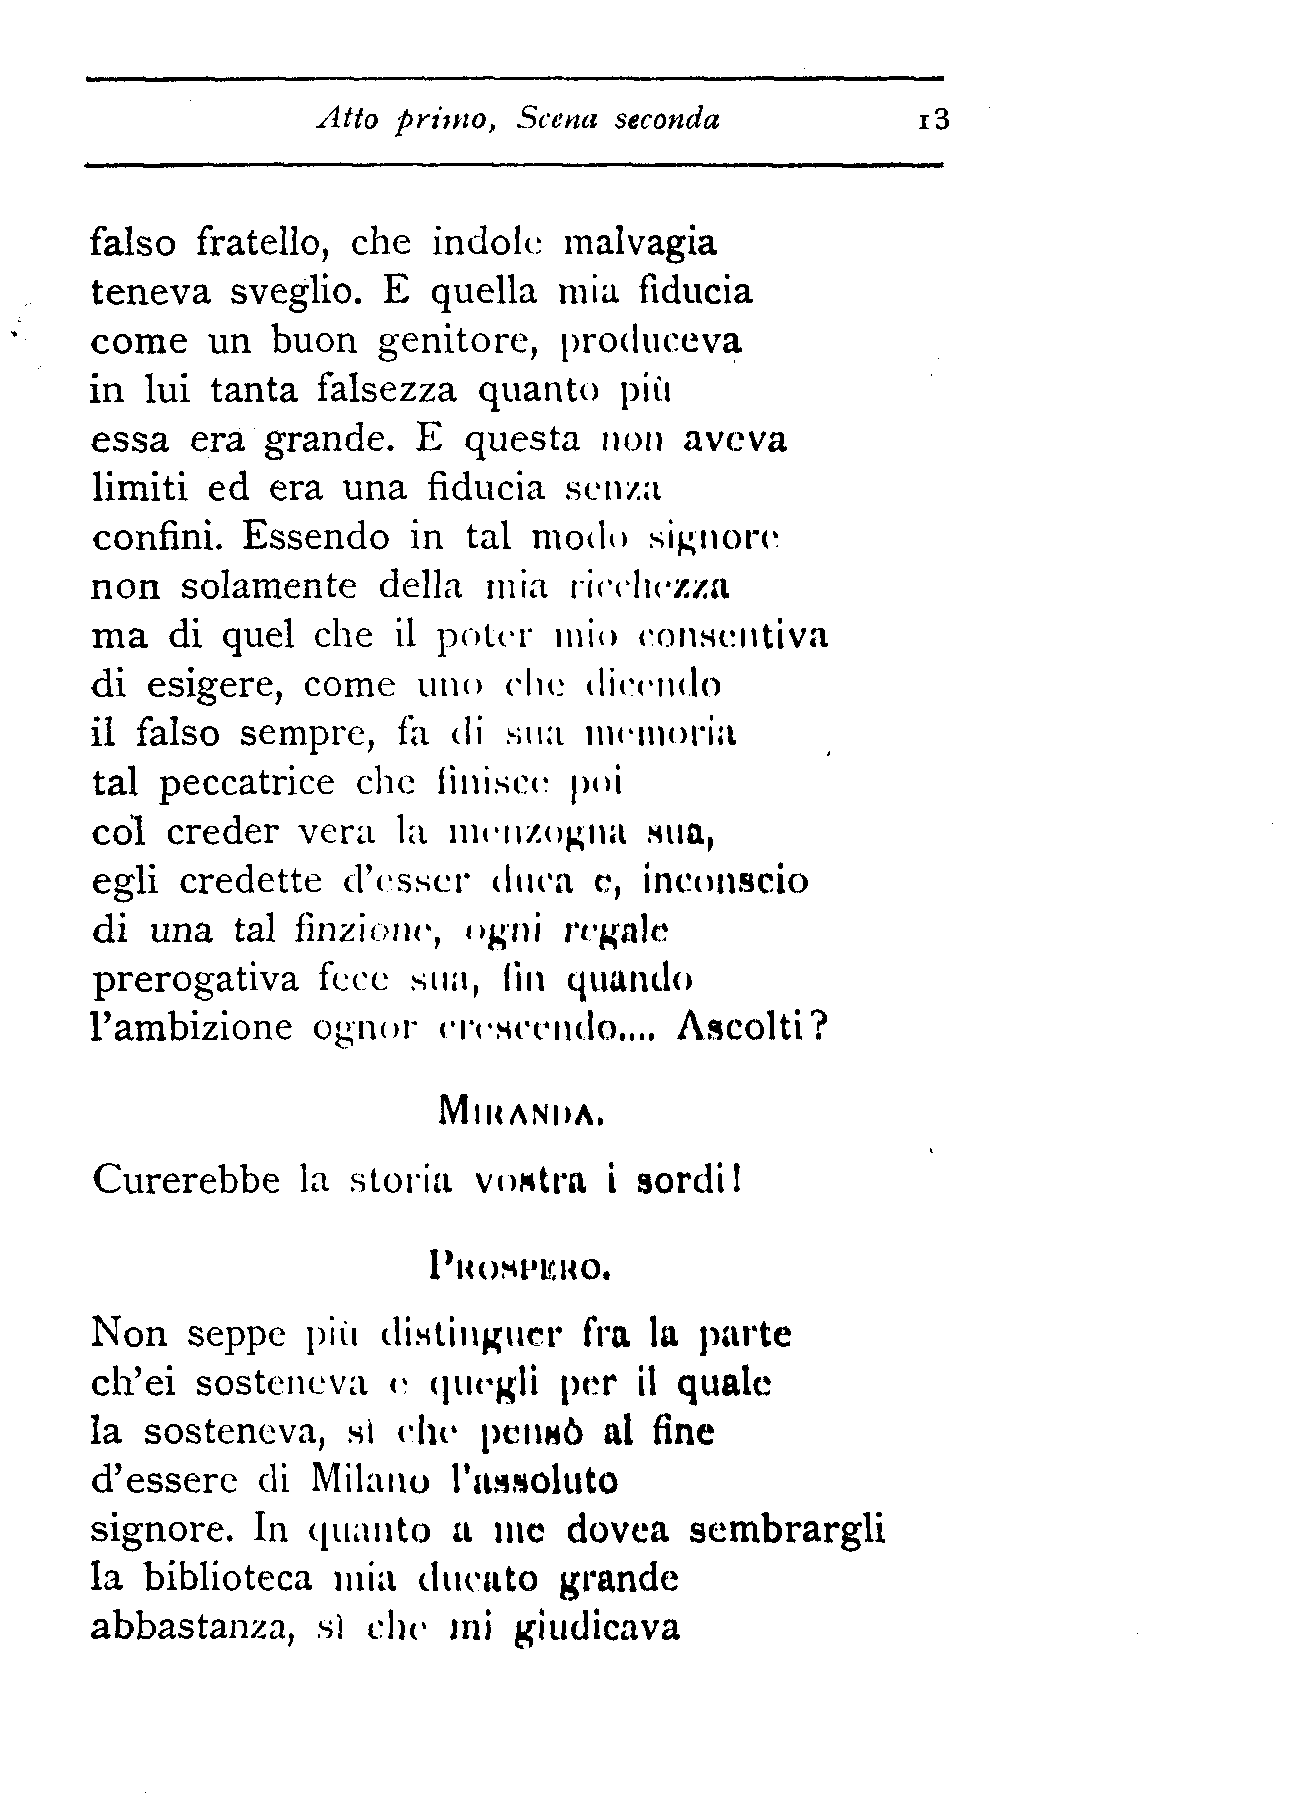 Atto primo, Scena seconda 13
falso fratello, che indole malvagia
teneva sveglio. E quella mia fiducia
come un buon genitore, produceva
in lui tanta falsezza quanto più
essa era grande. E questa non aveva
limiti ed era una fiducia senza
confini. Essendo in tal modo signore
non solamente della mia ricchezza
ma di quel che il poter mio consentiva
di esigere, come uno che dicendo
il falso sempre, fa di sua memoria
tal peccatrice che finisce poi
col creder vera la menzogna sua,
egli credette d'esser duca e, inconscio
di una tal finzione, ogni regale
prerogativa fece sua, fin quando
l'ambizione ognor crescendo.... Ascolti?
MIRANDA.
Curerebbe la storia vostra i sordi!
PROSPERO.
Non seppe più distinguer fra la parte
ch'ei sosteneva e quegli per il quale
la sosteneva, sì che pensò al fine
d'essere di Milano l'assoluto
signore. In quanto a me dovea sembrargli
la biblioteca mia ducato grande
abbastanza, sì che mi giudicava